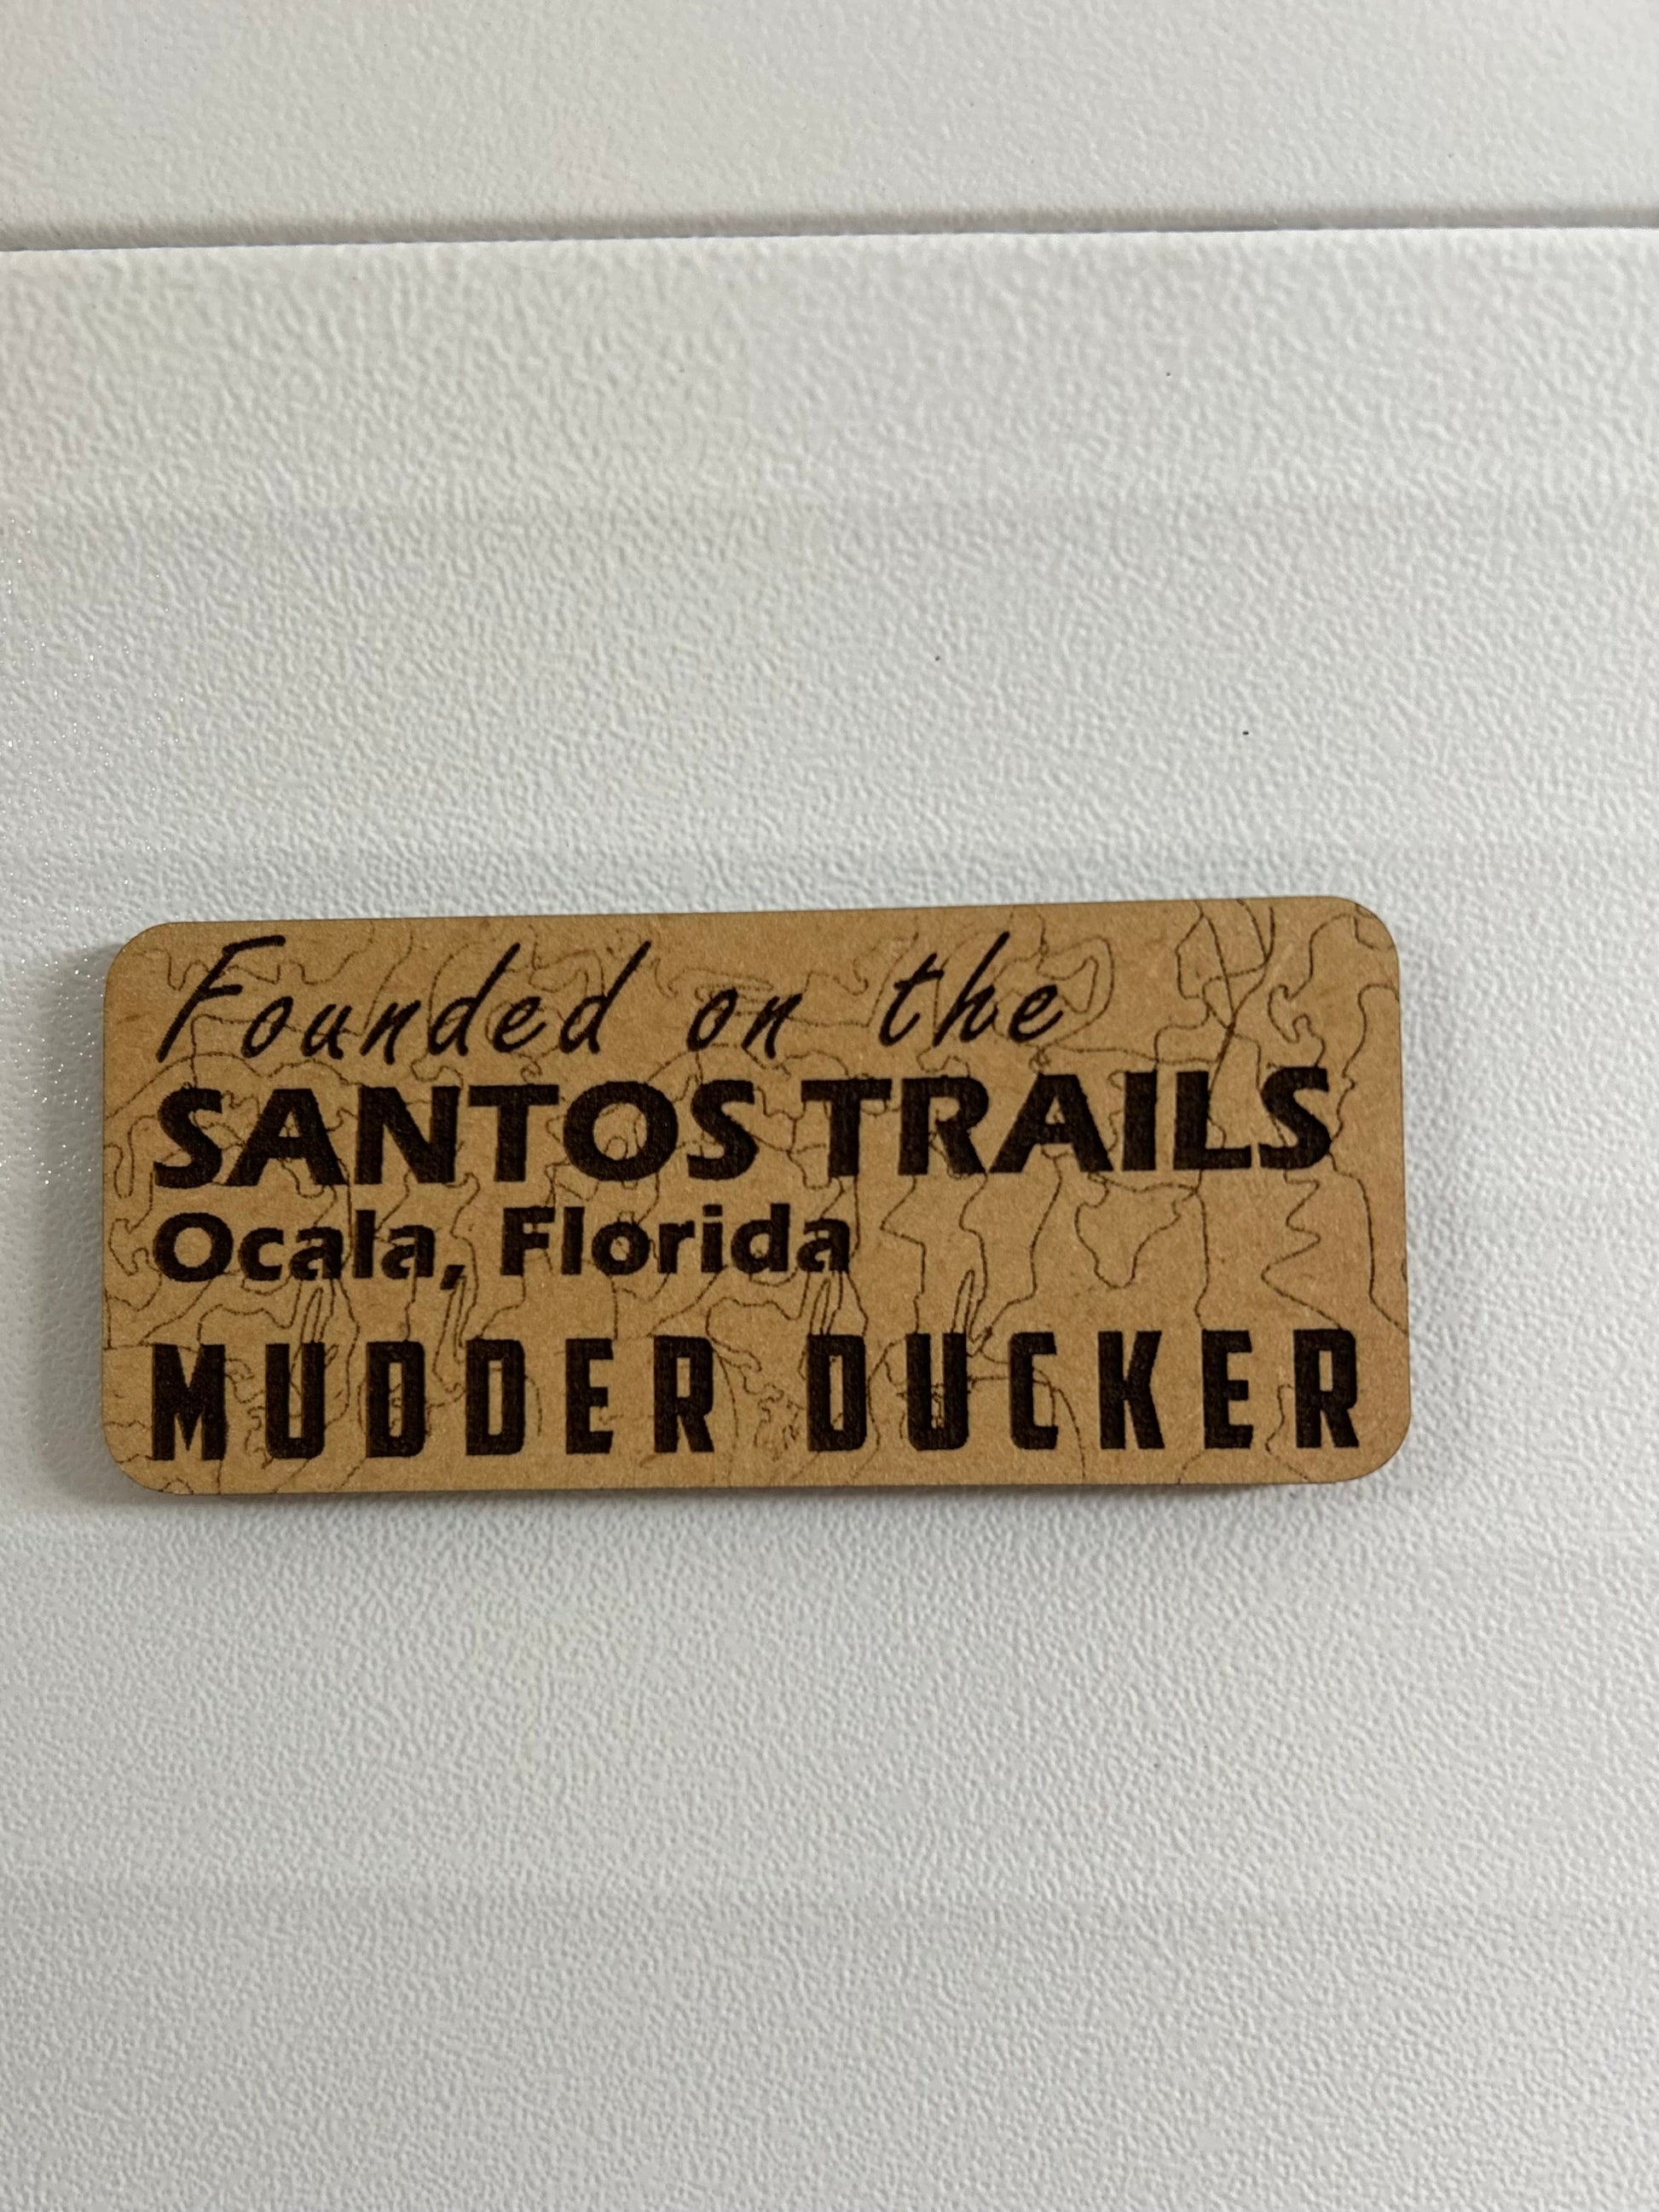 Founded on the
SANTOS TRAILS
Ocala, Florida
MUDDER DUCKER